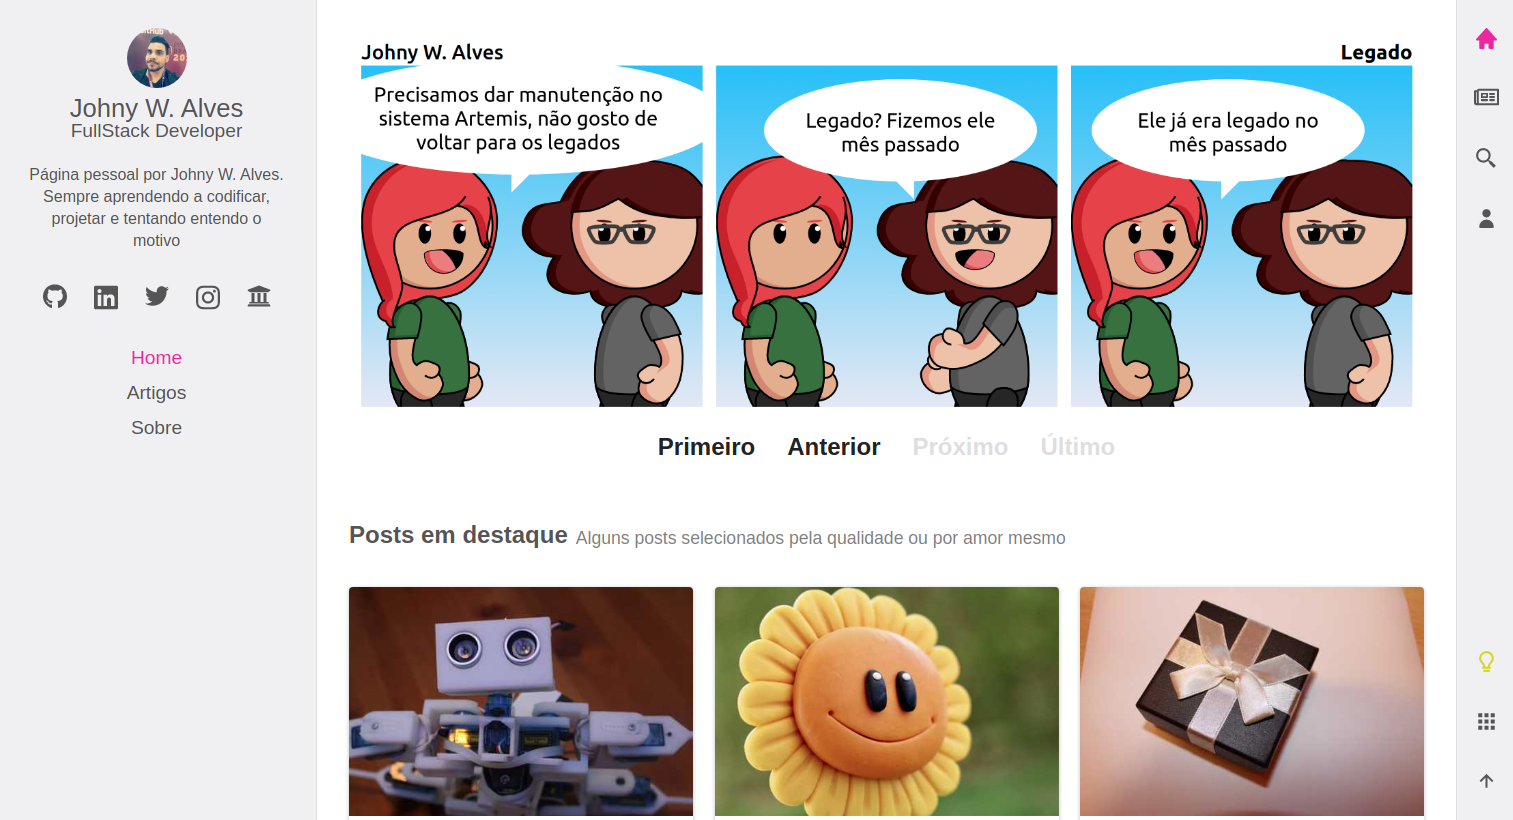 Johny W. Alves
FullStack Developer
Página pessoal por Johny W. Alves.
Sempre aprendendo a codificar,
projetar e tentando entendo o
motivo
Home
Artigos
Sobre
Johny W. Alves
Legado
Precisamos dar manutenção no
sistema Artemis, não gosto de
voltar para os legados
Legado? Fizemos ele
mês passado
Ele já era legado no
mês passado
Primeiro Anterior Próximo Último
Posts em destaque Alguns posts selecionados pela qualidade ou por amor mesmo